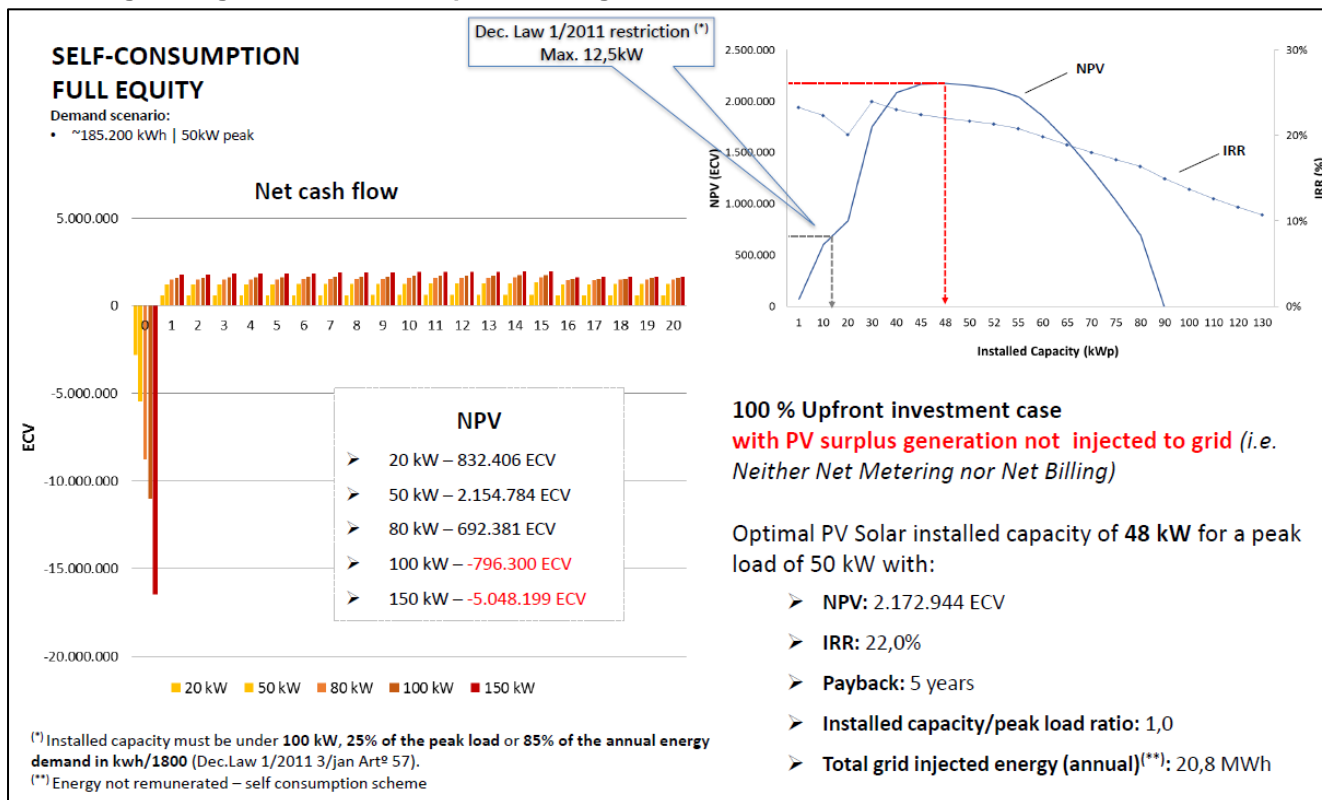 SELF-CONSUMPTION
FULL EQUITY
Demand scenario:
• ~185.200 kWh | 50kW peak
Dec. Law 1/2011 restriction (*)
Max. 12,5kW
Net cash flow
5.000.000
0
-5.000.000
-10.000.000
-15.000.000
-20.000.000
ECV
0 1 2 3 4 5 6 7 8 9 10 11 12 13 14 15 16 17 18 19 20
NPV
➢ 20 kW – 832.406 ECV
➢ 50 kW – 2.154.784 ECV
➢ 80 kW – 692.381 ECV
➢ 100 kW – -796.300 ECV
➢ 150 kW – -5.048.199 ECV
20 kW 50 kW 80 kW 100 kW 150 kW
(*) Installed capacity must be under 100 kW, 25% of the peak load or 85% of the annual energy
demand in kwh/1800 (Dec.Law 1/2011 3/jan Artº 57).
(**) Energy not remunerated – self consumption scheme
2.500.000
2.000.000
1.500.000
1.000.000
500.000
0
NPV (ECV)
NPV
IRR
30%
20%
10%
0%
IRR (%)
1 10 20 30 40 45 48 50 52 55 60 65 70 75 80 90 100 110 120 130
Installed Capacity (kWp)
100 % Upfront investment case
with PV surplus generation not injected to grid (i.e.
Neither Net Metering nor Net Billing)
Optimal PV Solar installed capacity of 48 kW for a peak
load of 50 kW with:
➢ NPV: 2.172.944 ECV
➢ IRR: 22,0%
➢ Payback: 5 years
➢ Installed capacity/peak load ratio: 1,0
➢ Total grid injected energy (annual)(**): 20,8 MWh